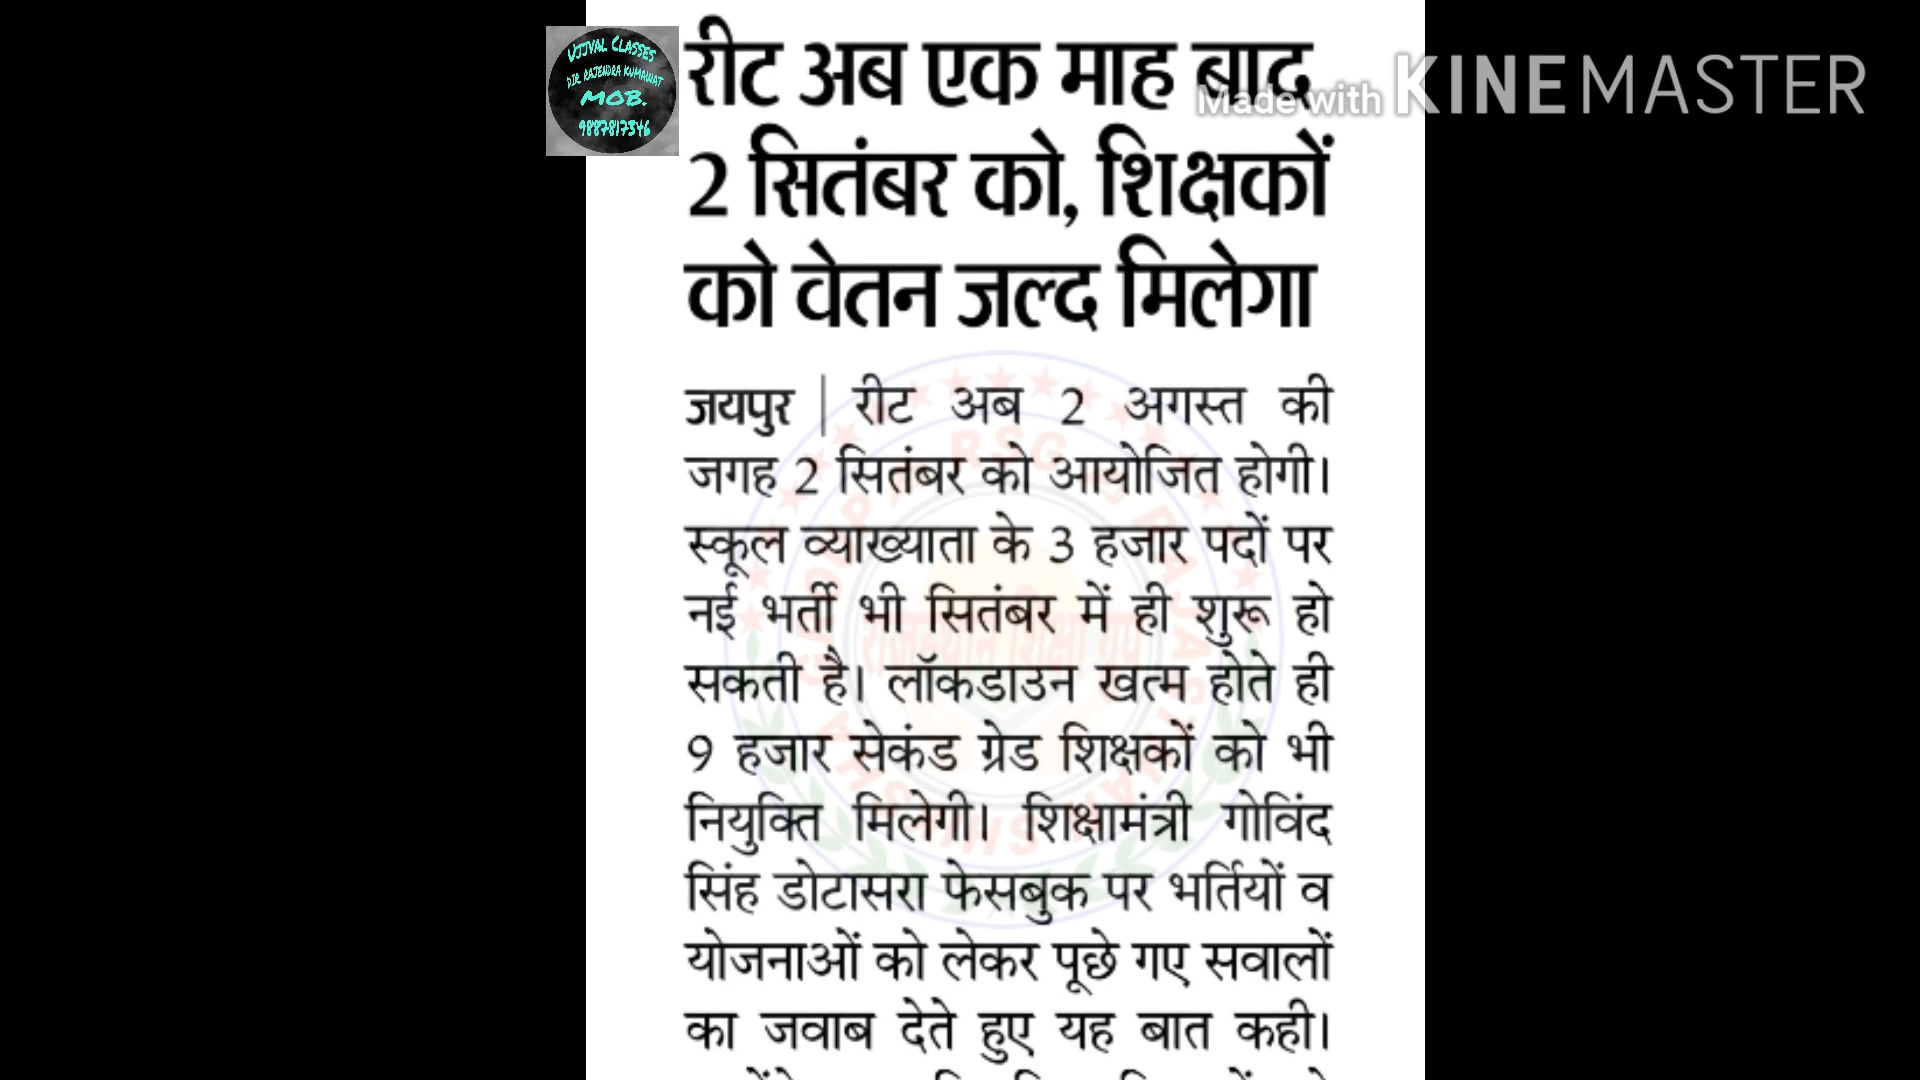 UJJVAL CLASSES
DIR. RAJENDRA KUMAWAT
MOB.
9887817346
Made with KINEMASTER
रीट अब एक माह बाद
2 सितंबर को, शिक्षकों
को वेतन जल्द मिलेगा
जयपुर | रीट अब 2 अगस्त की
जगह 2 सितंबर को आयोजित होगी।
स्कूल व्याख्याता के 3 हजार पदों पर
नई भर्ती भी सितंबर में ही शुरू हो
सकती है। लॉकडाउन खत्म होते ही
9 हजार सेकंड ग्रेड शिक्षकों को भी
नियुक्ति मिलेगी। शिक्षामंत्री गोविंद
सिंह डोटासरा फेसबुक पर भर्तियों व
योजनाओं को लेकर पूछे गए सवालों
का जवाब देते हुए यह बात कही।